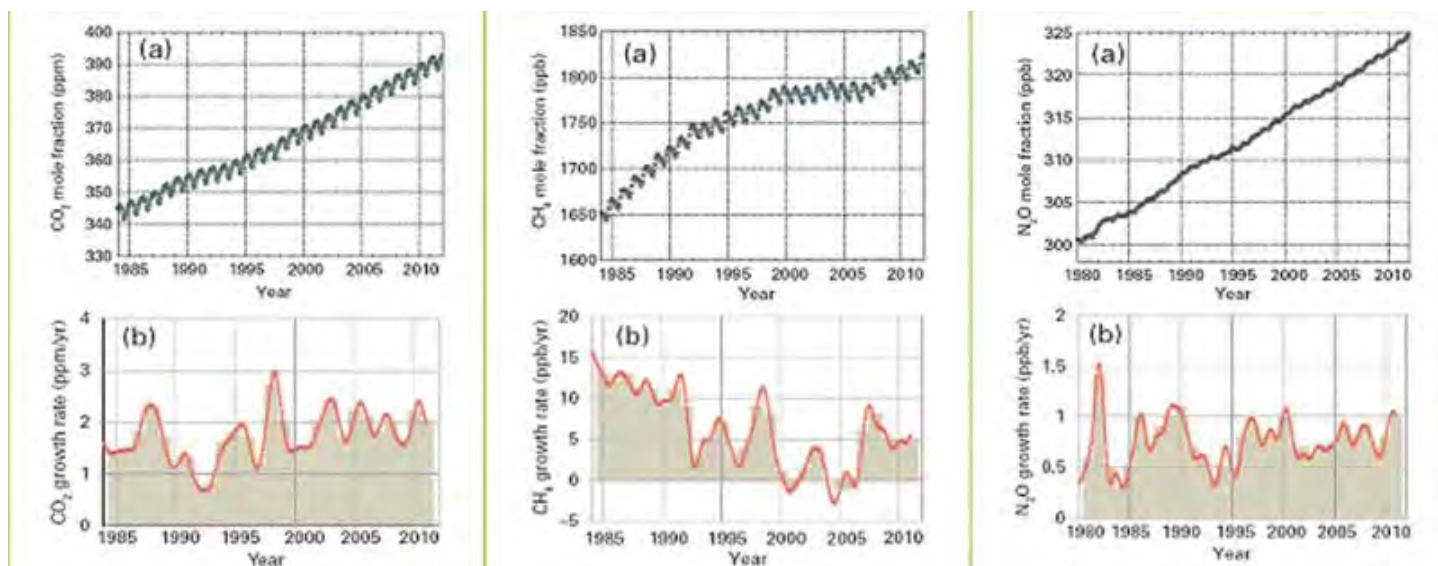 (a)
CO2 mole fraction (ppm)
400
390
380
370
360
350
340
330
1985 1990 1995 2000 2005 2010
Year
(b)
CO2 growth rate (ppm/yr)
4
3
2
1
0
1985 1990 1995 2000 2005 2010
Year
(a)
CH4 mole fraction (ppb)
1850
1800
1750
1700
1650
1600
1985 1990 1995 2000 2005 2010
Year
(b)
CH4 growth rate (ppb/yr)
20
15
10
5
0
-5
1985 1990 1995 2000 2005 2010
Year
(a)
N2O mole fraction (ppb)
325
320
315
310
305
300
1980 1985 1990 1995 2000 2005 2010
Year
(b)
N2O growth rate (ppb/yr)
2
1.5
1
0.5
0
1980 1985 1990 1995 2000 2005 2010
Year